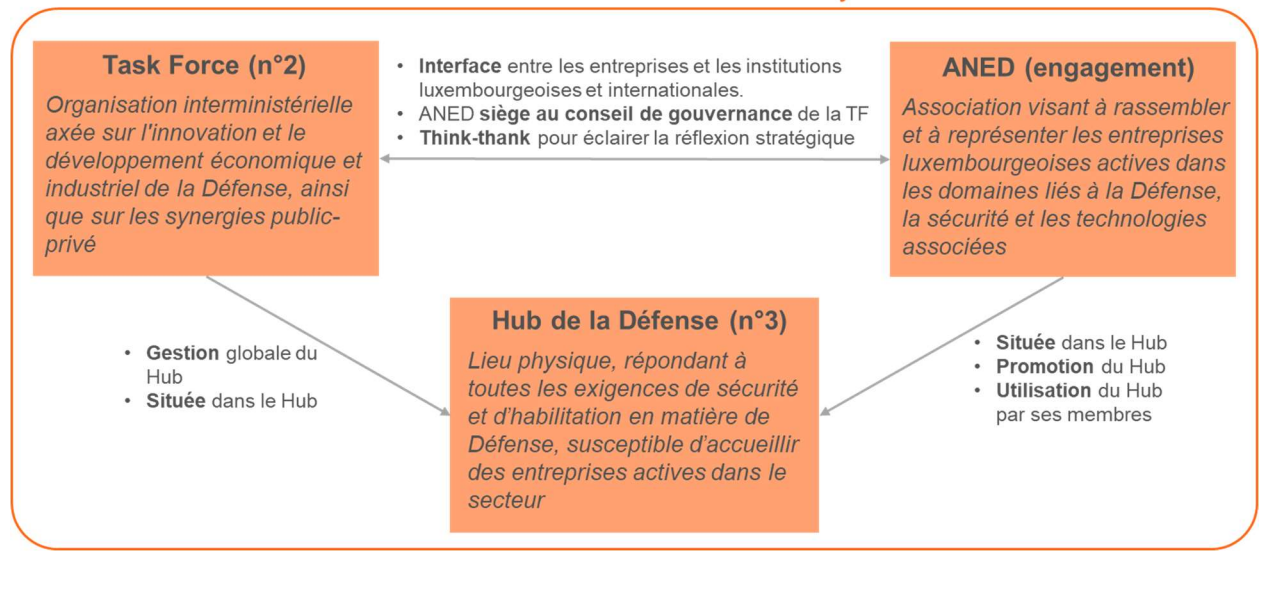 Task Force (n°2)
Organisation interministérielle
axée sur l'innovation et le
développement économique et
industriel de la Défense, ainsi
que sur les synergies public-
privé
• Interface entre les entreprises et les institutions
luxembourgeoises et internationales.
• ANED siège au conseil de gouvernance de la TF
• Think-thank pour éclairer la réflexion stratégique
ANED (engagement)
Association visant à rassembler
et à représenter les entreprises
luxembourgeoises actives dans
les domaines liés à la Défense,
la sécurité et les technologies
associées
• Gestion globale du
Hub
• Située dans le Hub
Hub de la Défense (n°3)
Lieu physique, répondant à
toutes les exigences de sécurité
et d'habilitation en matière de
Défense, susceptible d'accueillir
des entreprises actives dans le
secteur
• Située dans le Hub
• Promotion du Hub
• Utilisation du Hub
par ses membres